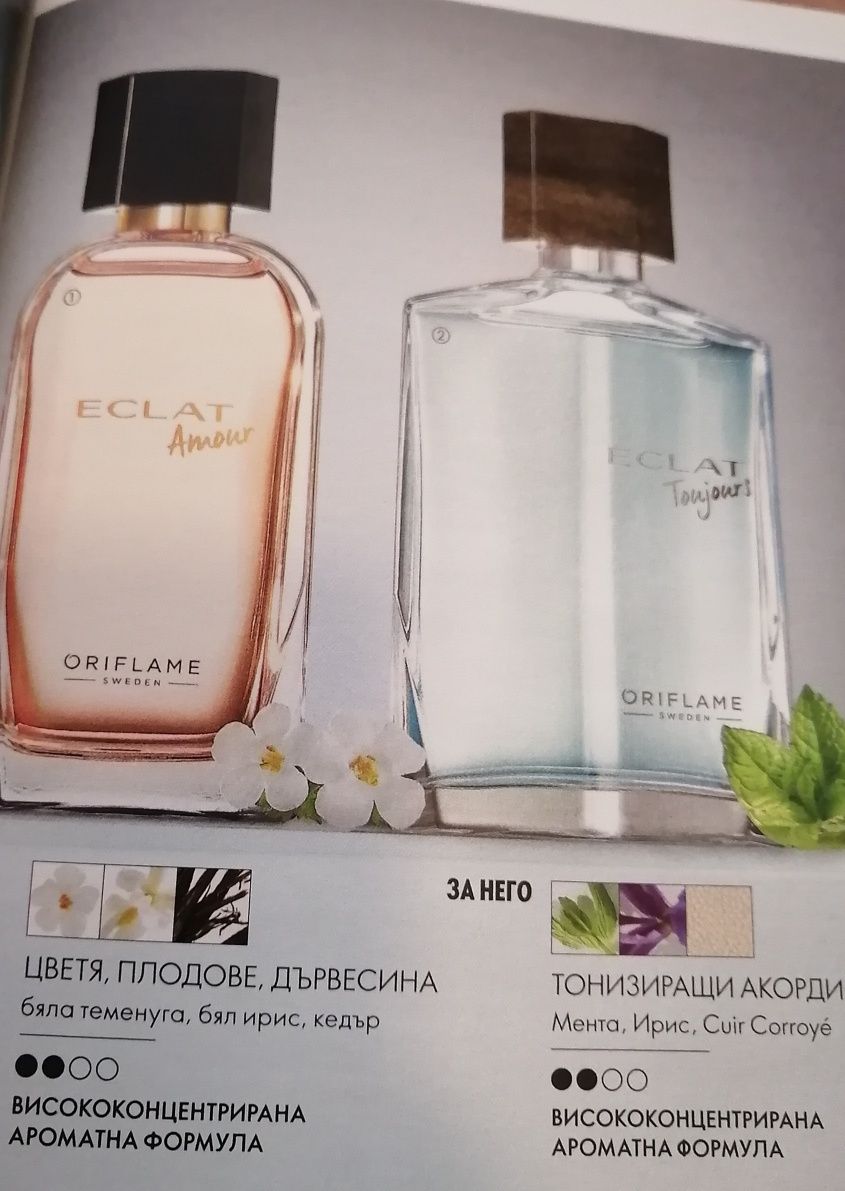 ①
ECLAT
Amour
ORIFLAME
SWEDEN
②
ECLAT
Toujours
ORIFLAME
SWEDEN
ЦВЕТЯ, ПЛОДОВЕ, ДЪРВЕСИНА
бяла теменуга, бял ирис, кедър
ВИСОКОКОНЦЕНТРИРАНА
АРОМАТНА ФОРМУЛА
ЗА НЕГО
ТОНИЗИРАЩИ АКОРДИ
Мента, Ирис, Cuir Corroyé
ВИСОКОКОНЦЕНТРИРАНА
АРОМАТНА ФОРМУЛА